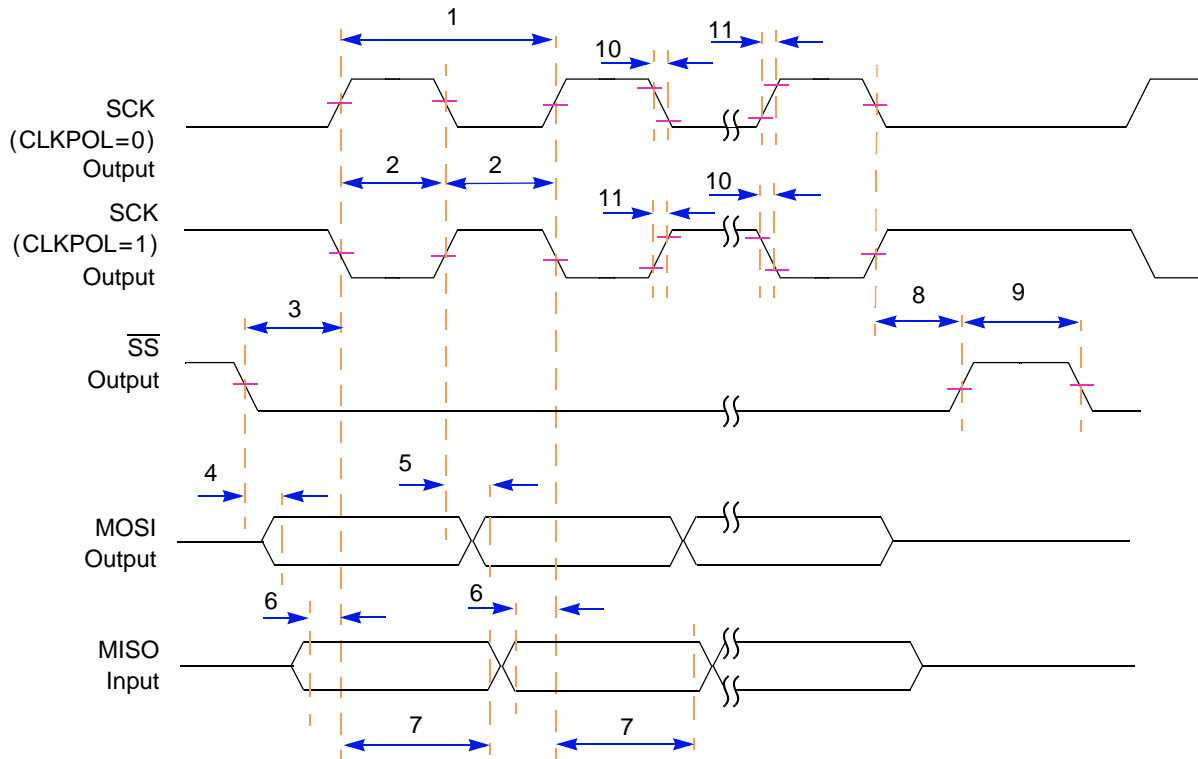 1
10
11
SCK
(CLKPOL=0)
Output
2
2
SCK
(CLKPOL=1)
Output
11
10
3
8
9
S̅S̅
Output
4
5
MOSI
Output
6
6
MISO
Input
7
7